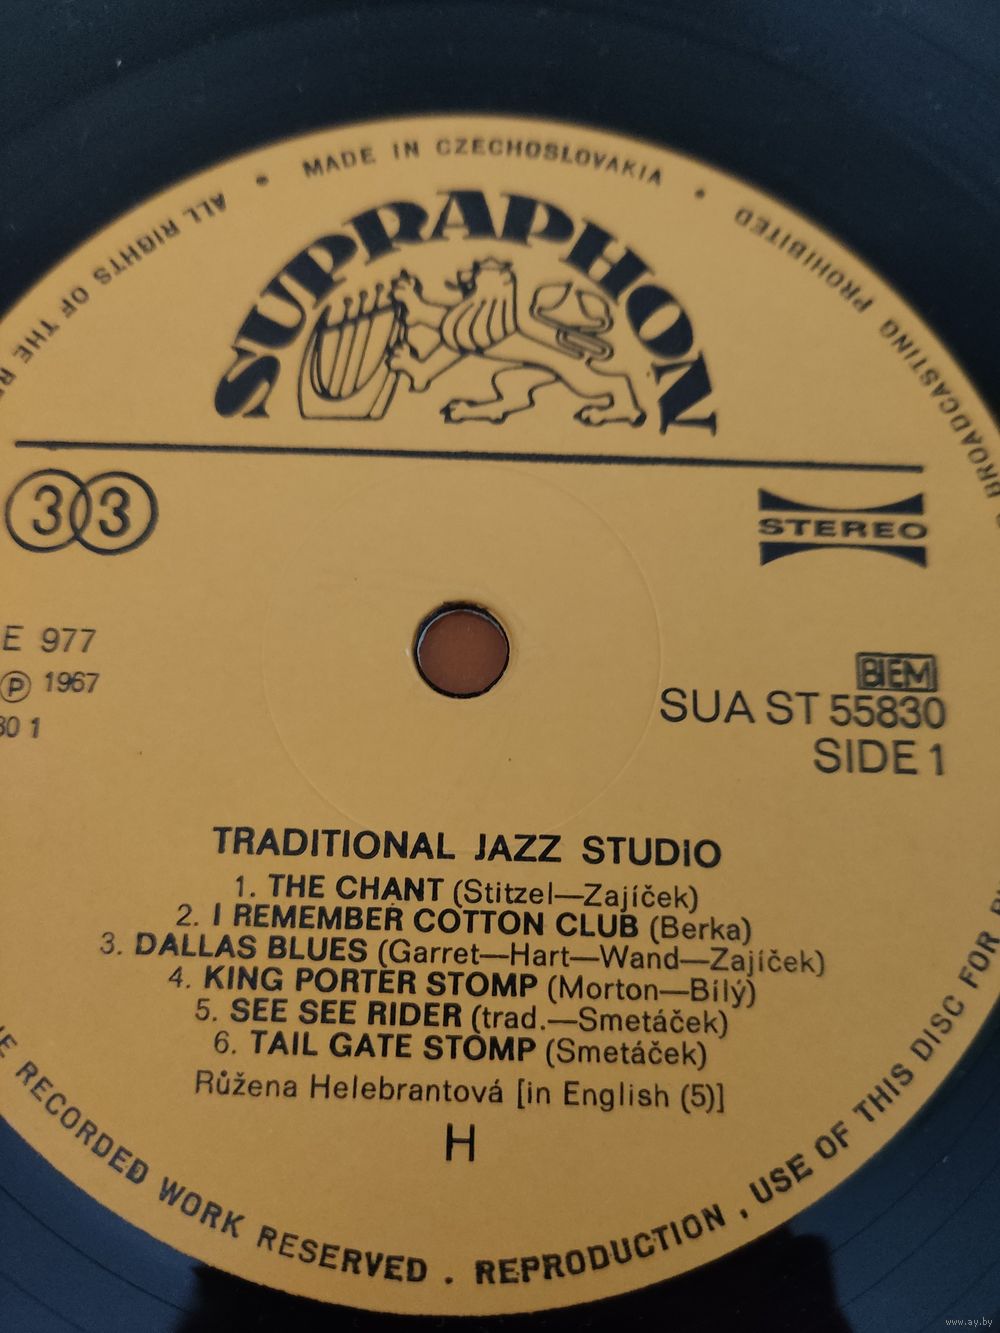 MADE IN CZECHOSLOVAKIA
SUPRAPHON
33
STEREO
E 977
℗ 1967
BIEM
SUA ST 55830
SIDE 1
TRADITIONAL JAZZ STUDIO
1. THE CHANT (Stitzel—Zajíček)
2. I REMEMBER COTTON CLUB (Berka)
3. DALLAS BLUES (Garret—Hart—Wand—Zajíček)
4. KING PORTER STOMP (Morton—Bílý)
5. SEE SEE RIDER (trad.—Smetáček)
6. TAIL GATE STOMP (Smetáček)
Růžena Helebrantová [in English (5)]
H
ALL RIGHTS OF THE
RECORDED WORK RESERVED . REPRODUCTION , USE OF THIS DISC FOR
BROADCASTING PROHIBITED
www.ay.by